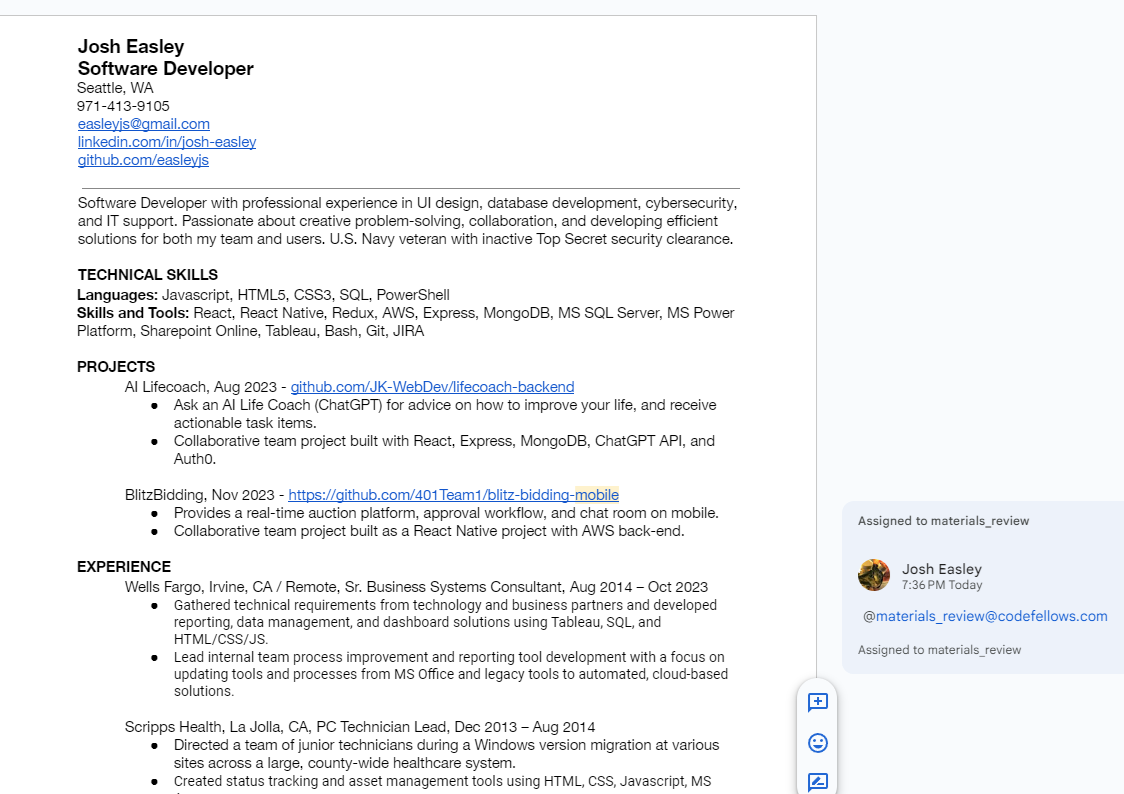 Josh Easley
Software Developer
Seattle, WA
971-413-9105
easleyjs@gmail.com
linkedin.com/in/josh-easley
github.com/easleyjs
Software Developer with professional experience in UI design, database development, cybersecurity,
and IT support. Passionate about creative problem-solving, collaboration, and developing efficient
solutions for both my team and users. U.S. Navy veteran with inactive Top Secret security clearance.
TECHNICAL SKILLS
Languages: Javascript, HTML5, CSS3, SQL, PowerShell
Skills and Tools: React, React Native, Redux, AWS, Express, MongoDB, MS SQL Server, MS Power
Platform, Sharepoint Online, Tableau, Bash, Git, JIRA
PROJECTS
AI Lifecoach, Aug 2023 - github.com/JK-WebDev/lifecoach-backend
● Ask an AI Life Coach (ChatGPT) for advice on how to improve your life, and receive
actionable task items.
● Collaborative team project built with React, Express, MongoDB, ChatGPT API, and
Auth0.
BlitzBidding, Nov 2023 - https://github.com/401Team1/blitz-bidding-mobile
● Provides a real-time auction platform, approval workflow, and chat room on mobile.
● Collaborative team project built as a React Native project with AWS back-end.
EXPERIENCE
Wells Fargo, Irvine, CA / Remote, Sr. Business Systems Consultant, Aug 2014 – Oct 2023
● Gathered technical requirements from technology and business partners and developed
reporting, data management, and dashboard solutions using Tableau, SQL, and
HTML/CSS/JS.
● Lead internal team process improvement and reporting tool development with a focus on
updating tools and processes from MS Office and legacy tools to automated, cloud-based
solutions.
Scripps Health, La Jolla, CA, PC Technician Lead, Dec 2013 – Aug 2014
● Directed a team of junior technicians during a Windows version migration at various
sites across a large, county-wide healthcare system.
● Created status tracking and asset management tools using HTML, CSS, Javascript, MS
Assigned to materials_review
Josh Easley
7:36 PM Today
@materials_review@codefellows.com
Assigned to materials_review